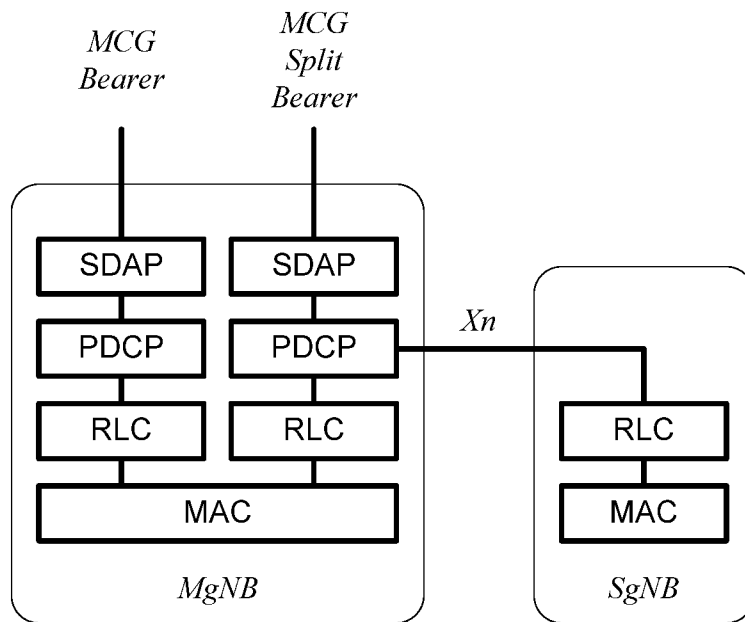 MCG
Bearer
MCG
Split
Bearer
SDAP
SDAP
PDCP
PDCP
Xn
RLC
RLC
RLC
MAC
MAC
MgNB
SgNB